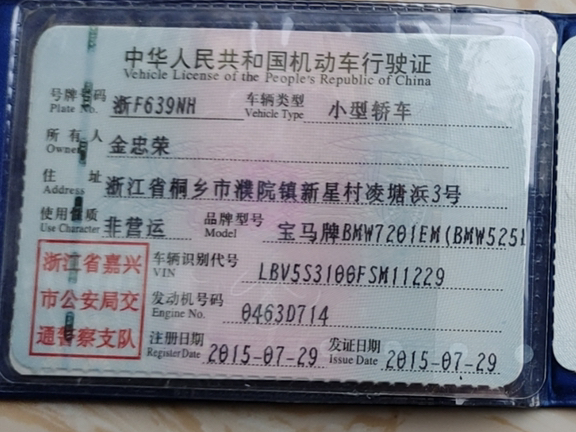 中华人民共和国机动车行驶证
Vehicle License of the People's Republic of China
号牌号码 浙F639NH 车辆类型 小型轿车
Plate No. Vehicle Type
所有人 金忠荣
Owner
住址 浙江省桐乡市濮院镇新星村凌塘浜3号
Address
使用性质 非营运 品牌型号 宝马牌BMW7201EM(BMW525l
Use Character Model
浙江省嘉兴
市公安局交
通警察支队
车辆识别代号 LBV5S3100FSM11229
VIN
发动机号码 0463D714
Engine No.
注册日期 2015-07-29 发证日期 2015-07-29
Register Date Issue Date